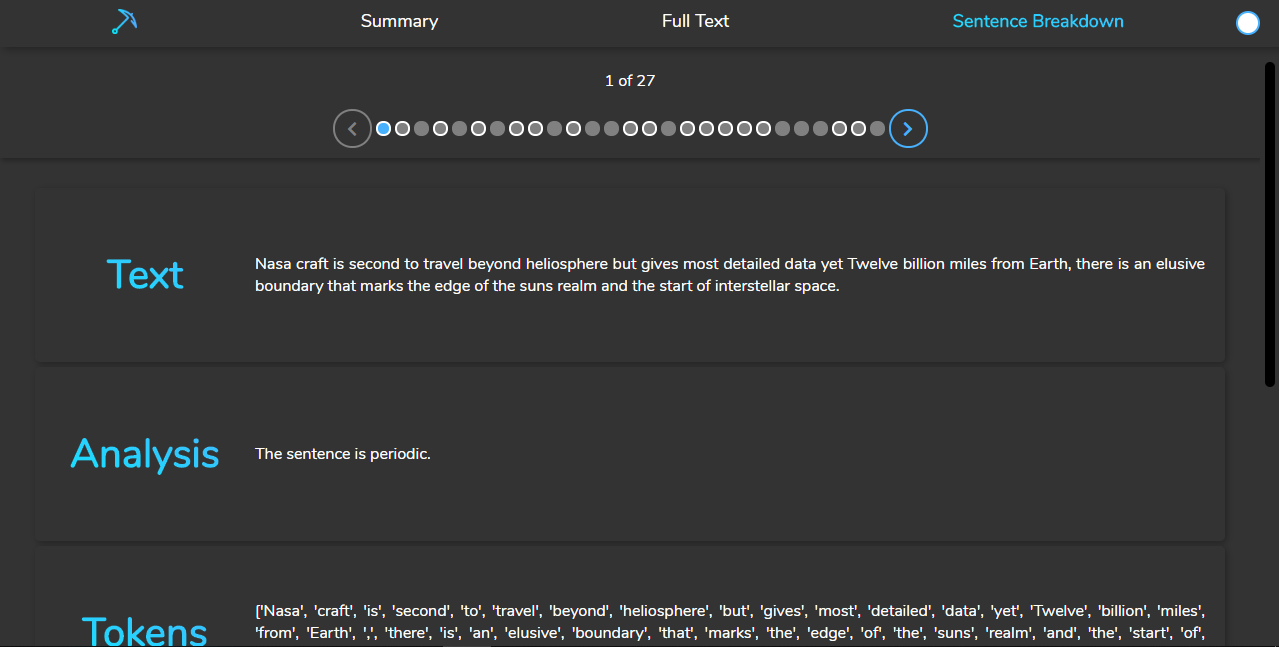 Summary
Full Text
Sentence Breakdown
1 of 27
Text
Nasa craft is second to travel beyond heliosphere but gives most detailed data yet Twelve billion miles from Earth, there is an elusive
boundary that marks the edge of the suns realm and the start of interstellar space.
Analysis
The sentence is periodic.
Tokens
['Nasa', 'craft', 'is', 'second', 'to', 'travel', 'beyond', 'heliosphere', 'but', 'gives', 'most', 'detailed', 'data', 'yet', 'Twelve', 'billion', 'miles',
'from', 'Earth', ',', 'there', 'is', 'an', 'elusive', 'boundary', 'that', 'marks', 'the', 'edge', 'of', 'the', 'suns', 'realm', 'and', 'the', 'start', 'of',